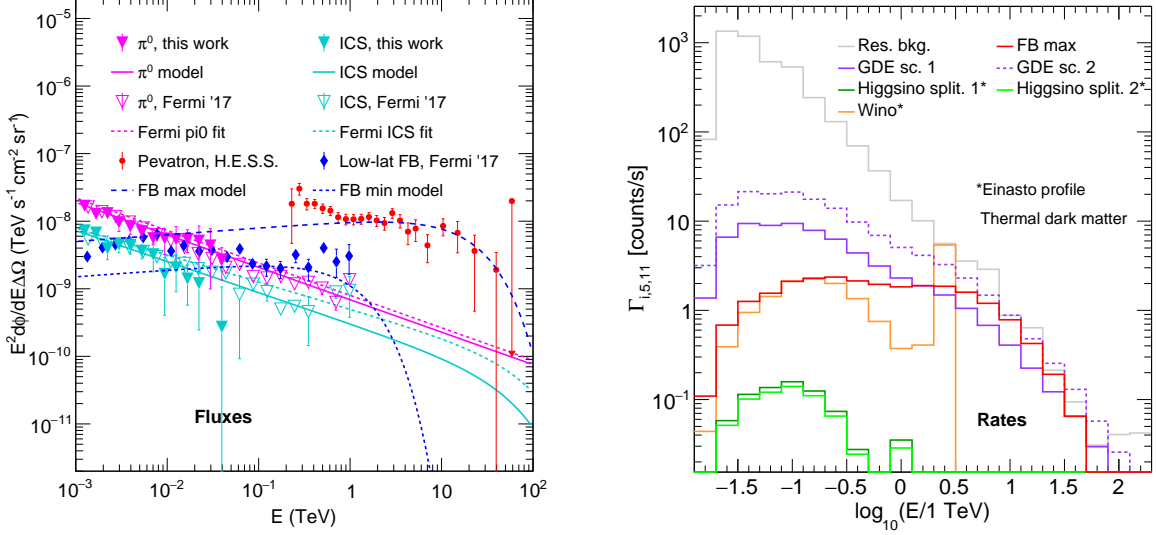 10⁻⁵
10⁻⁶
10⁻⁷
10⁻⁸
10⁻⁹
10⁻¹⁰
10⁻¹¹
E²dϕ/dEΔΩ (TeV s⁻¹ cm⁻² sr⁻¹)
π⁰, this work
ICS, this work
π⁰ model
ICS model
π⁰, Fermi '17
ICS, Fermi '17
Fermi pi0 fit
Fermi ICS fit
Pevatron, H.E.S.S.
Low-lat FB, Fermi '17
FB max model
FB min model
Fluxes
10⁻³ 10⁻² 10⁻¹ 1 10 10²
E (TeV)
10³
10²
10
1
10⁻¹
Γi,5,11 [counts/s]
Res. bkg.
FB max
GDE sc. 1
GDE sc. 2
Higgsino split. 1*
Higgsino split. 2*
Wino*
*Einasto profile
Thermal dark matter
Rates
−1.5 −1 −0.5 0 0.5 1 1.5 2
log₁₀(E/1 TeV)